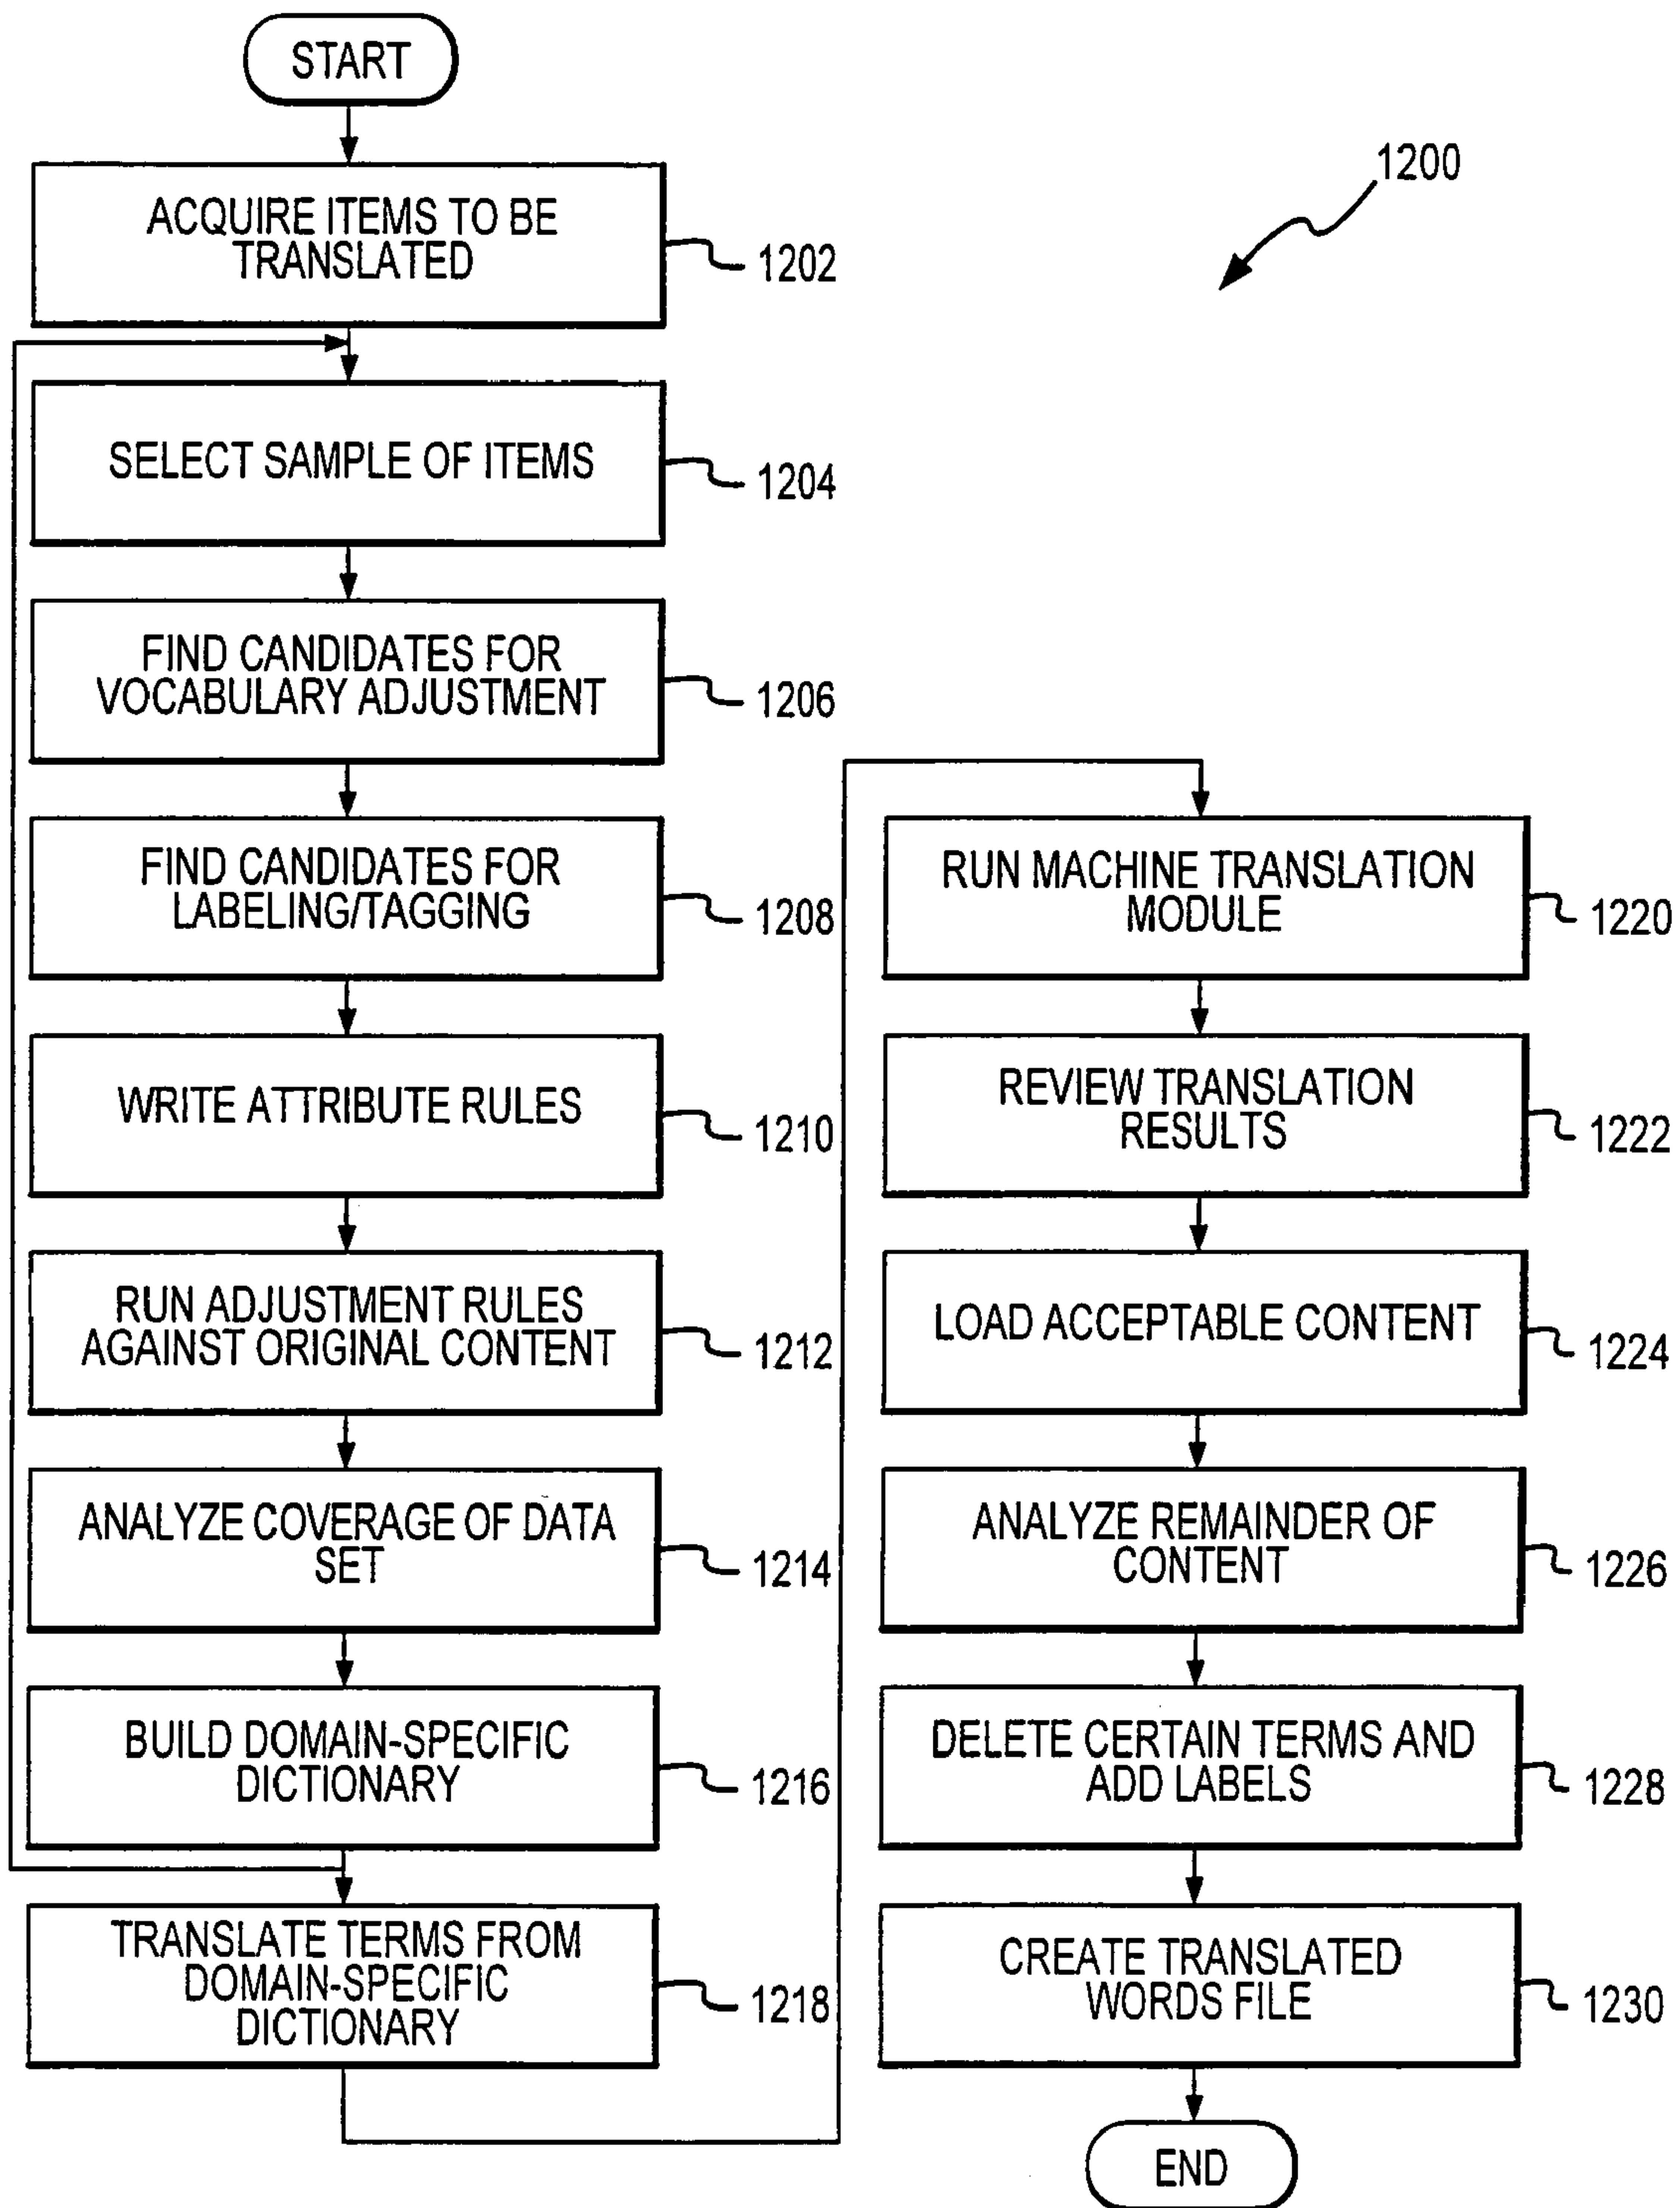 START
1200
ACQUIRE ITEMS TO BE
TRANSLATED
1202
SELECT SAMPLE OF ITEMS
1204
FIND CANDIDATES FOR
VOCABULARY ADJUSTMENT
1206
FIND CANDIDATES FOR
LABELING/TAGGING
1208
WRITE ATTRIBUTE RULES
1210
RUN ADJUSTMENT RULES
AGAINST ORIGINAL CONTENT
1212
ANALYZE COVERAGE OF DATA
SET
1214
BUILD DOMAIN-SPECIFIC
DICTIONARY
1216
TRANSLATE TERMS FROM
DOMAIN-SPECIFIC
DICTIONARY
1218
RUN MACHINE TRANSLATION
MODULE
1220
REVIEW TRANSLATION
RESULTS
1222
LOAD ACCEPTABLE CONTENT
1224
ANALYZE REMAINDER OF
CONTENT
1226
DELETE CERTAIN TERMS AND
ADD LABELS
1228
CREATE TRANSLATED
WORDS FILE
1230
END